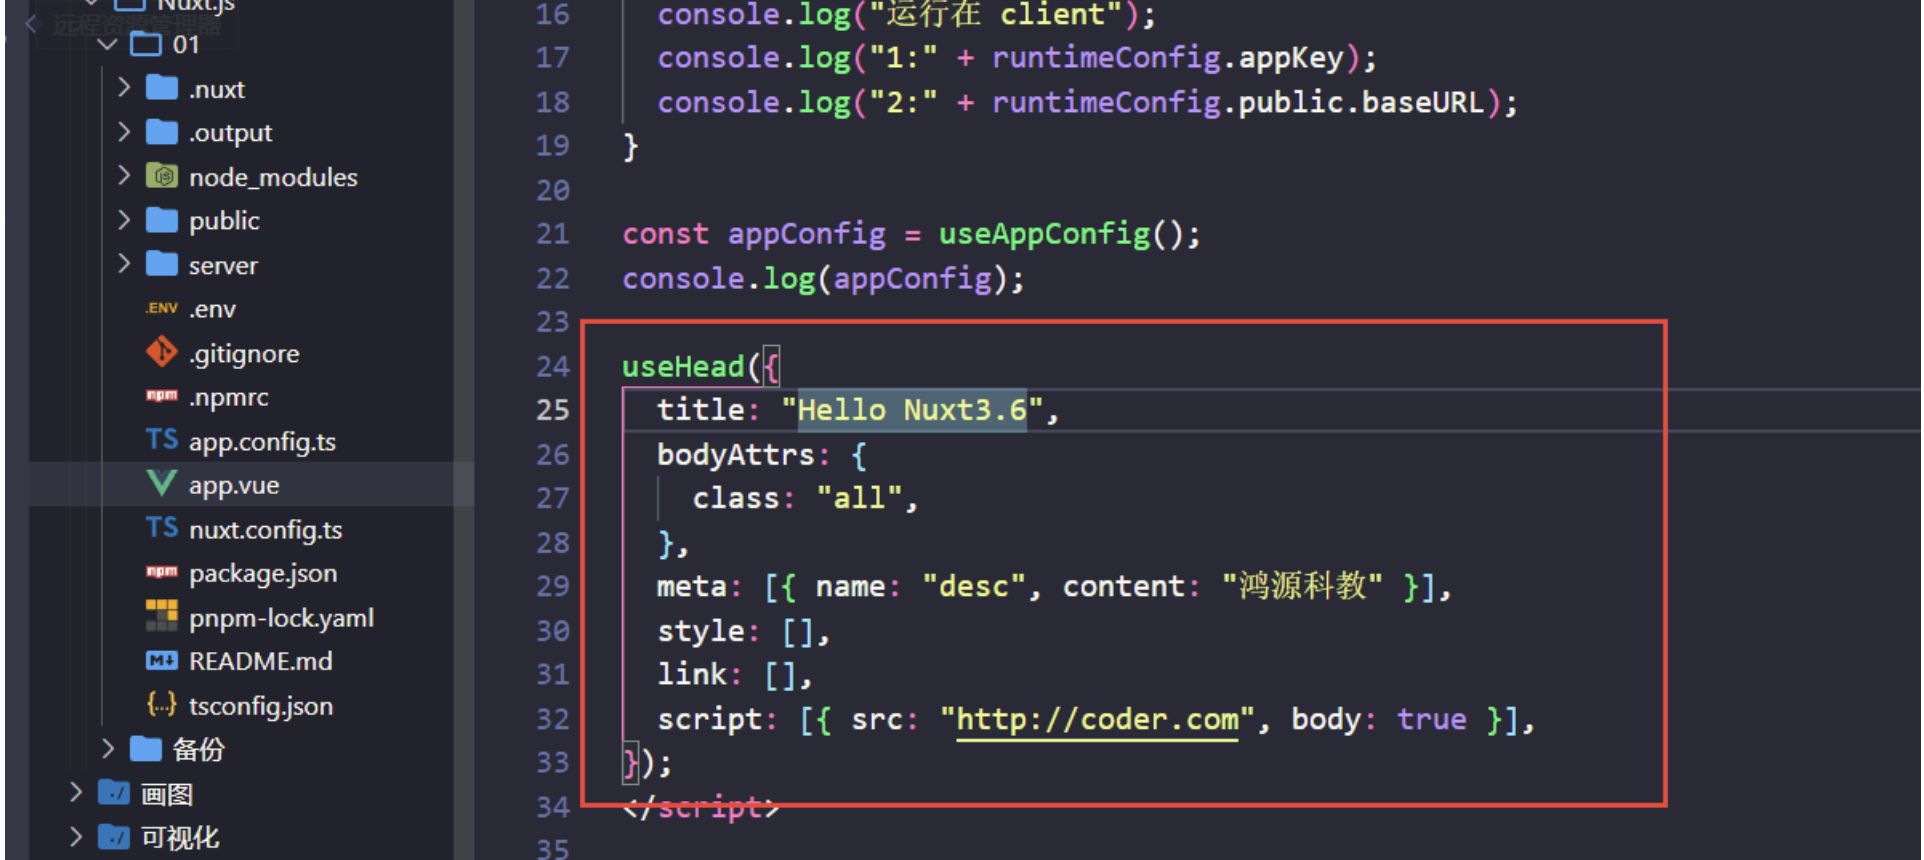 Nuxt.js
远程资源管理器
01
.nuxt
.output
node_modules
public
server
.ENV .env
.gitignore
npm .npmrc
TS app.config.ts
app.vue
TS nuxt.config.ts
npm package.json
pnpm-lock.yaml
M↓ README.md
{...} tsconfig.json
备份
画图
可视化
16 console.log("运行在 client");
17 console.log("1:" + runtimeConfig.appKey);
18 console.log("2:" + runtimeConfig.public.baseURL);
19 }
20
21 const appConfig = useAppConfig();
22 console.log(appConfig);
23
24 useHead({
25 title: "Hello Nuxt3.6",
26 bodyAttrs: {
27 class: "all",
28 },
29 meta: [{ name: "desc", content: "鸿源科教" }],
30 style: [],
31 link: [],
32 script: [{ src: "http://coder.com", body: true }],
33 });
34 </script>
35